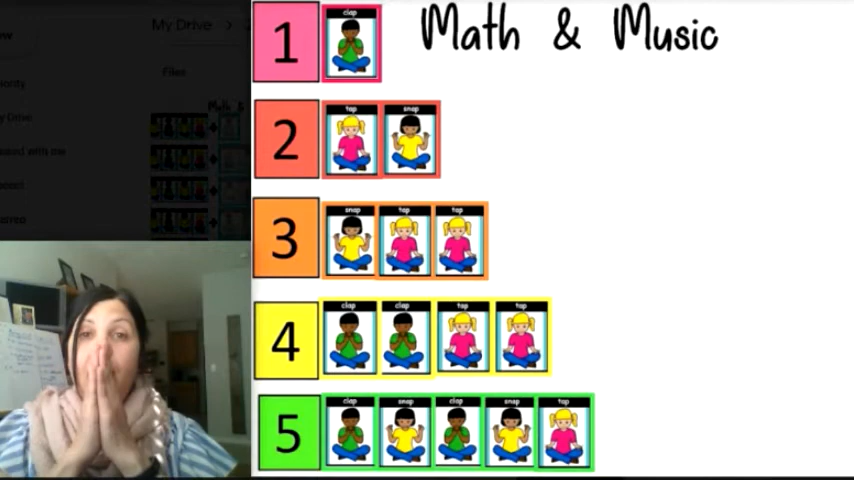 My Drive >
Files
Math & Music
1
clap
2
tap snap
3
snap tap tap
4
clap clap tap tap
5
clap snap clap snap tap